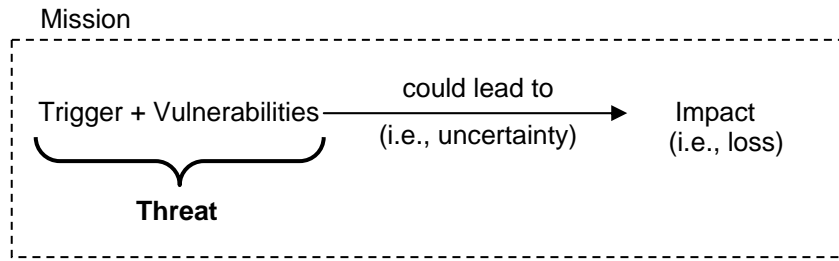 Mission
Trigger + Vulnerabilities
could lead to
(i.e., uncertainty)
Impact
(i.e., loss)
Threat